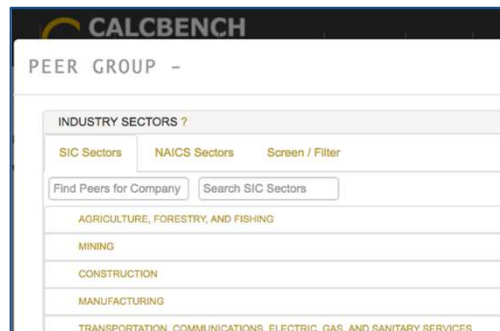 CALCBENCH
PEER GROUP -
INDUSTRY SECTORS ?
SIC Sectors NAICS Sectors Screen / Filter
Find Peers for Company Search SIC Sectors
AGRICULTURE, FORESTRY, AND FISHING
MINING
CONSTRUCTION
MANUFACTURING
TRANSPORTATION, COMMUNICATIONS, ELECTRIC, GAS, AND SANITARY SERVICES